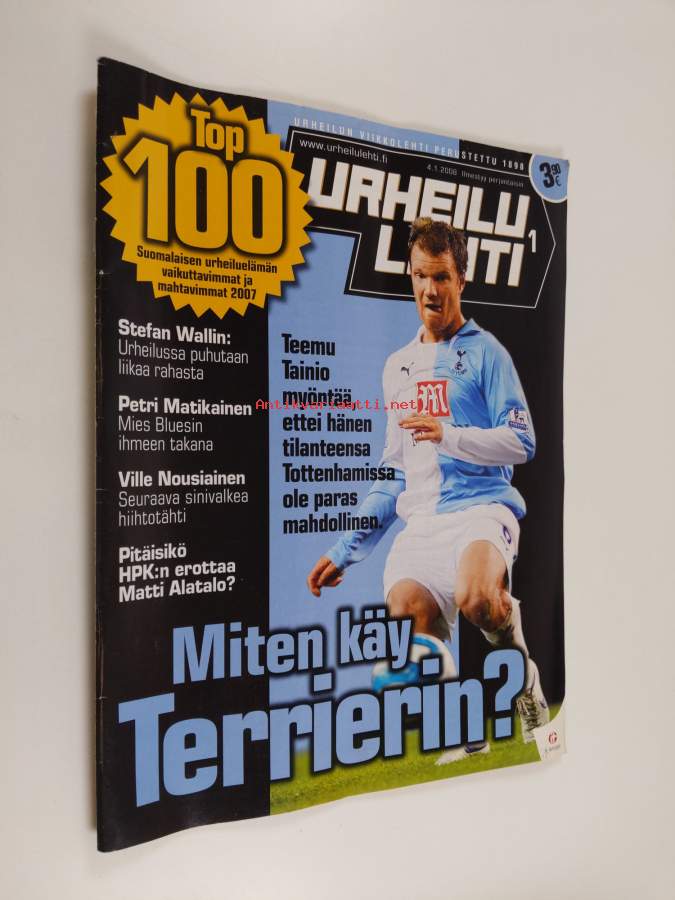 Top
100
Suomalaisen urheiluelämän
vaikuttavimmat ja
mahtavimmat 2007
URHEILUN VIIKKOLEHTI PERUSTETTU 1898
www.urheilulehti.fi
4.1.2008 Ilmestyy perjantaisin
3,90
€
URHEILU
LEHTI
1
Stefan Wallin:
Urheilussa puhutaan
liikaa rahasta
Petri Matikainen
Mies Bluesin
ihmeen takana
Ville Nousiainen
Seuraava sinivalkea
hiihtotähti
Pitäisikö
HPK:n erottaa
Matti Alatalo?
Teemu
Tainio
myöntää
ettei hänen
tilanteensa
Tottenhamissa
ole paras
mahdollinen.
Antikvariaatti.net
Miten käy
Terrierin?